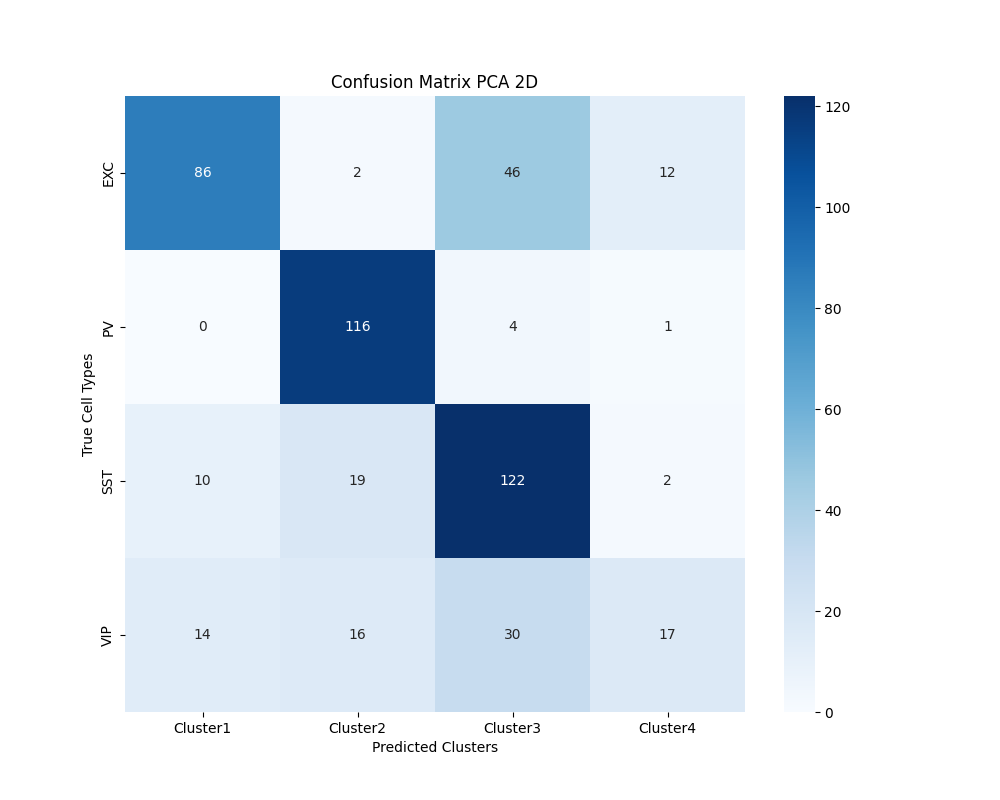 Confusion Matrix PCA 2D
EXC 86 2 46 12
PV 0 116 4 1
SST 10 19 122 2
VIP 14 16 30 17
Cluster1 Cluster2 Cluster3 Cluster4
Predicted Clusters
True Cell Types
120
100
80
60
40
20
0